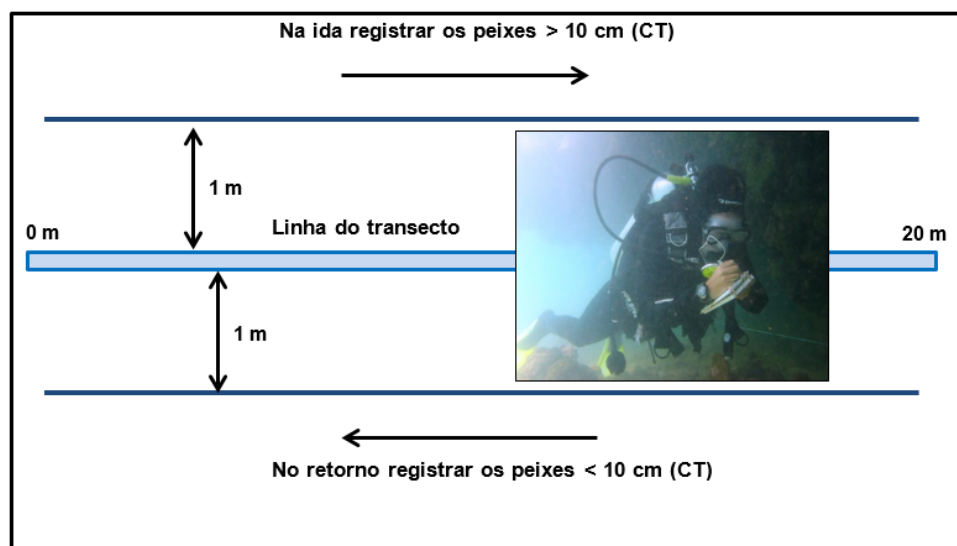 Na ida registrar os peixes > 10 cm (CT)
1 m
0 m
Linha do transecto
20 m
1 m
No retorno registrar os peixes < 10 cm (CT)